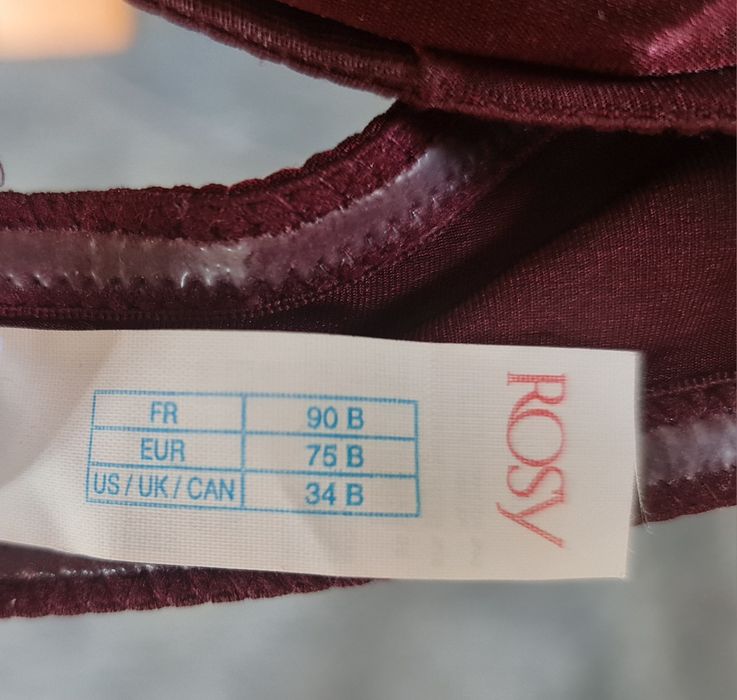 FR 90 B
EUR 75 B
US / UK / CAN 34 B
ROSY